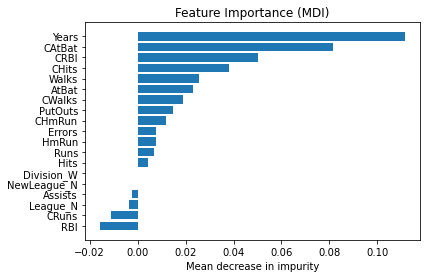 Feature Importance (MDI)
Years
CAtBat
CRBI
CHits
Walks
AtBat
CWalks
PutOuts
CHmRun
Errors
HmRun
Runs
Hits
Division_W
NewLeague_N
Assists
League_N
CRuns
RBI
−0.02 0.00 0.02 0.04 0.06 0.08 0.10
Mean decrease in impurity